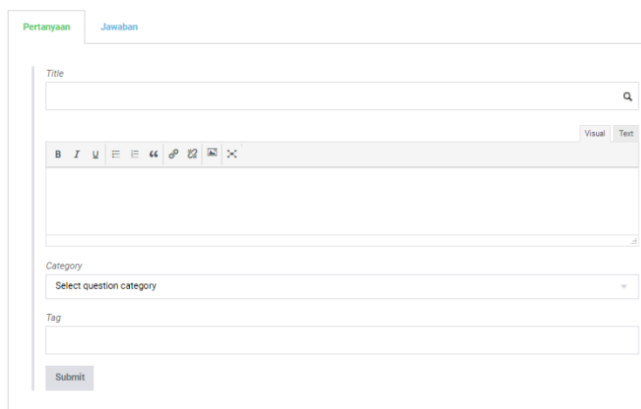 Pertanyaan Jawaban
Title
Visual Text
B I U
Category
Select question category
Tag
Submit